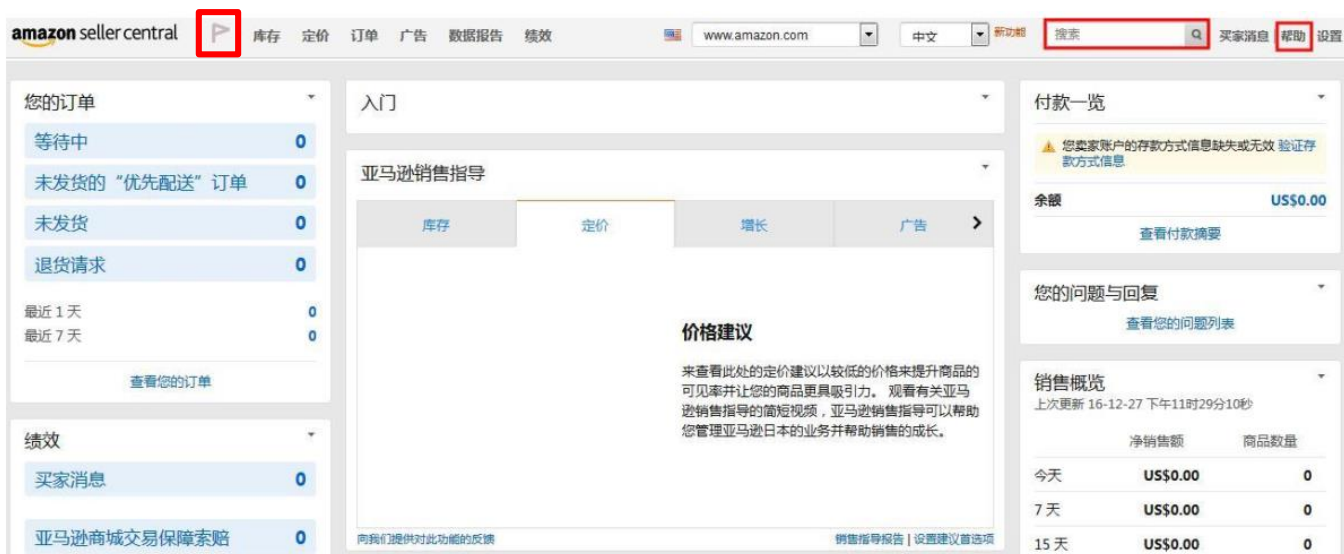 amazon seller central 库存 定价 订单 广告 数据报告 绩效 www.amazon.com 中文 新功能 搜索 买家消息 帮助 设置
您的订单
等待中 0
未发货的“优先配送”订单 0
未发货 0
退货请求 0
最近 1 天 0
最近 7 天 0
查看您的订单
绩效
买家消息 0
亚马逊商城交易保障索赔 0
入门
亚马逊销售指导
库存 定价 增长 广告
价格建议
来查看此处的定价建议以较低的价格来提升商品的
可见率并让您的商品更具吸引力。 观看有关亚马
逊销售指导的简短视频，亚马逊销售指导可以帮助
您管理亚马逊日本的业务并帮助销售的成长。
向我们提供对此功能的反馈 销售指导报告 | 设置建议首选项
付款一览
您卖家账户的存款方式信息缺失或无效 验证存
款方式信息
余额 US$0.00
查看付款摘要
您的问题与回复
查看您的问题列表
销售概览
上次更新 16-12-27 下午11时29分10秒
净销售额 商品数量
今天 US$0.00 0
7 天 US$0.00 0
15 天 US$0.00 0